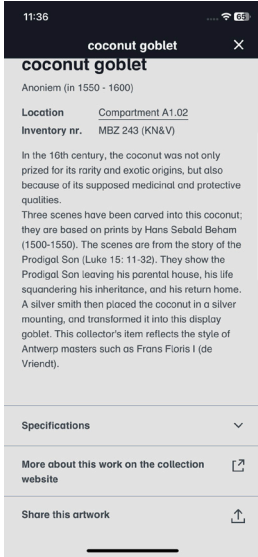 11:36
65
coconut goblet
coconut goblet
Anoniem (in 1550 - 1600)
Location Compartment A1.02
Inventory nr. MBZ 243 (KN&V)
In the 16th century, the coconut was not only
prized for its rarity and exotic origins, but also
because of its supposed medicinal and protective
qualities.
Three scenes have been carved into this coconut;
they are based on prints by Hans Sebald Beham
(1500-1550). The scenes are from the story of the
Prodigal Son (Luke 15: 11-32). They show the
Prodigal Son leaving his parental house, his life
squandering his inheritance, and his return home.
A silver smith then placed the coconut in a silver
mounting, and transformed it into this display
goblet. This collector's item reflects the style of
Antwerp masters such as Frans Floris I (de
Vriendt).
Specifications
More about this work on the collection
website
Share this artwork